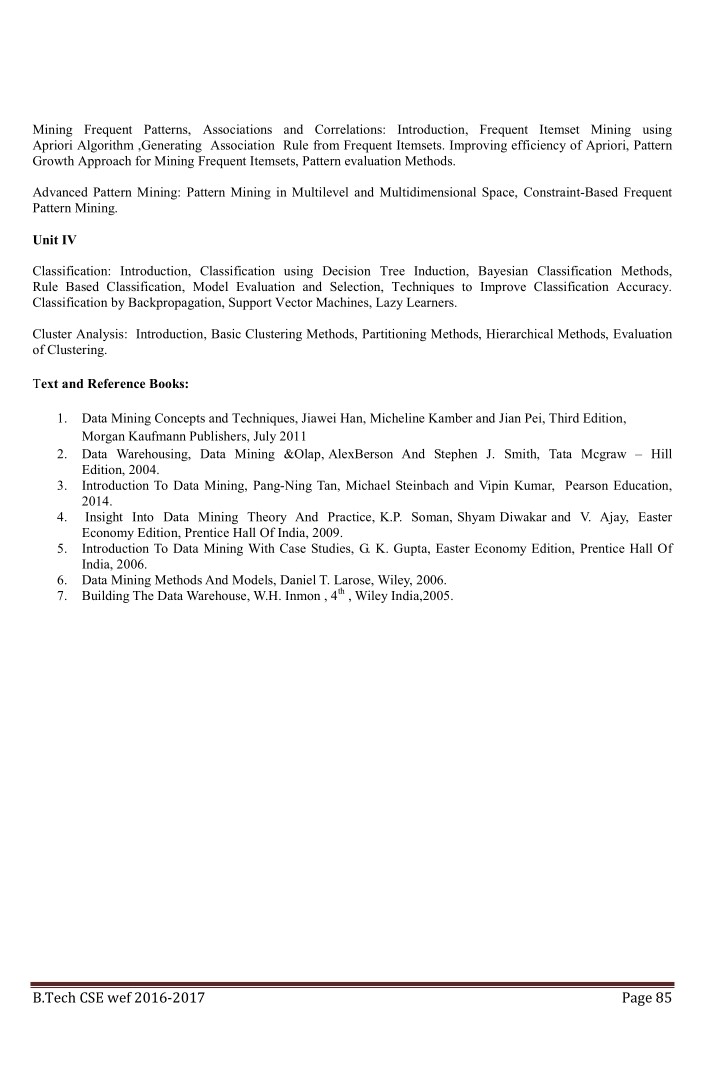 Mining Frequent Patterns, Associations and Correlations: Introduction, Frequent Itemset Mining using
Apriori Algorithm ,Generating Association Rule from Frequent Itemsets. Improving efficiency of Apriori, Pattern
Growth Approach for Mining Frequent Itemsets, Pattern evaluation Methods.
Advanced Pattern Mining: Pattern Mining in Multilevel and Multidimensional Space, Constraint-Based Frequent
Pattern Mining.
Unit IV
Classification: Introduction, Classification using Decision Tree Induction, Bayesian Classification Methods,
Rule Based Classification, Model Evaluation and Selection, Techniques to Improve Classification Accuracy.
Classification by Backpropagation, Support Vector Machines, Lazy Learners.
Cluster Analysis: Introduction, Basic Clustering Methods, Partitioning Methods, Hierarchical Methods, Evaluation
of Clustering.
Text and Reference Books:
1. Data Mining Concepts and Techniques, Jiawei Han, Micheline Kamber and Jian Pei, Third Edition,
Morgan Kaufmann Publishers, July 2011
2. Data Warehousing, Data Mining &Olap, AlexBerson And Stephen J. Smith, Tata Mcgraw – Hill
Edition, 2004.
3. Introduction To Data Mining, Pang-Ning Tan, Michael Steinbach and Vipin Kumar, Pearson Education,
2014.
4. Insight Into Data Mining Theory And Practice, K.P. Soman, Shyam Diwakar and V. Ajay, Easter
Economy Edition, Prentice Hall Of India, 2009.
5. Introduction To Data Mining With Case Studies, G. K. Gupta, Easter Economy Edition, Prentice Hall Of
India, 2006.
6. Data Mining Methods And Models, Daniel T. Larose, Wiley, 2006.
7. Building The Data Warehouse, W.H. Inmon , 4th , Wiley India,2005.
B.Tech CSE wef 2016-2017 Page 85